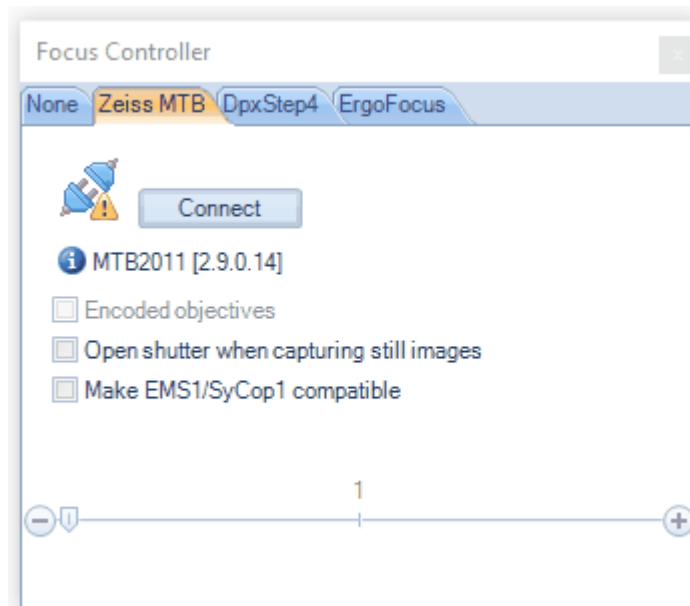 Focus Controller
x
None Zeiss MTB DpxStep4 ErgoFocus
Connect
MTB2011 [2.9.0.14]
Encoded objectives
Open shutter when capturing still images
Make EMS1/SyCop1 compatible
1